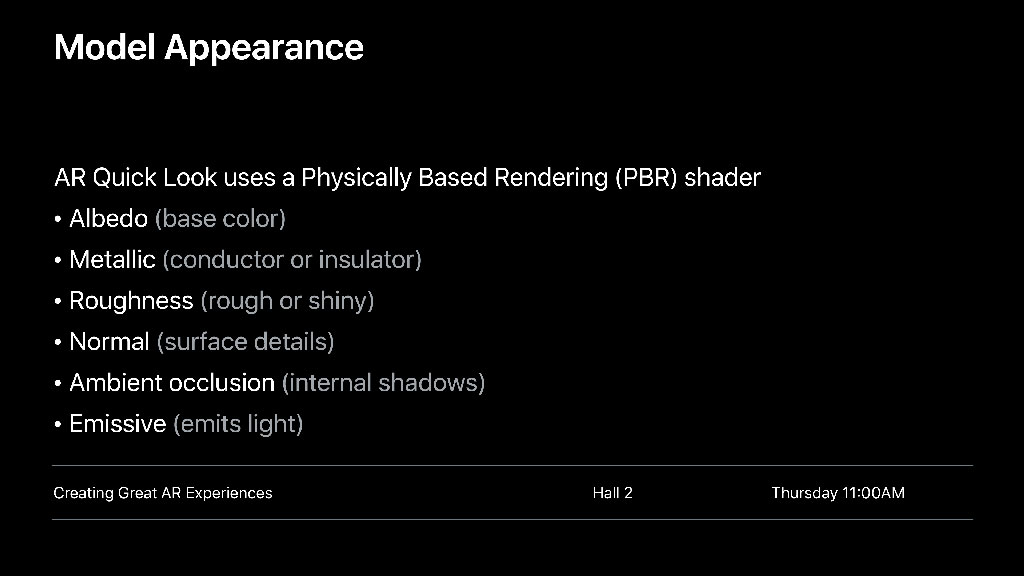 Model Appearance
AR Quick Look uses a Physically Based Rendering (PBR) shader
• Albedo (base color)
• Metallic (conductor or insulator)
• Roughness (rough or shiny)
• Normal (surface details)
• Ambient occlusion (internal shadows)
• Emissive (emits light)
Creating Great AR Experiences Hall 2 Thursday 11:00AM